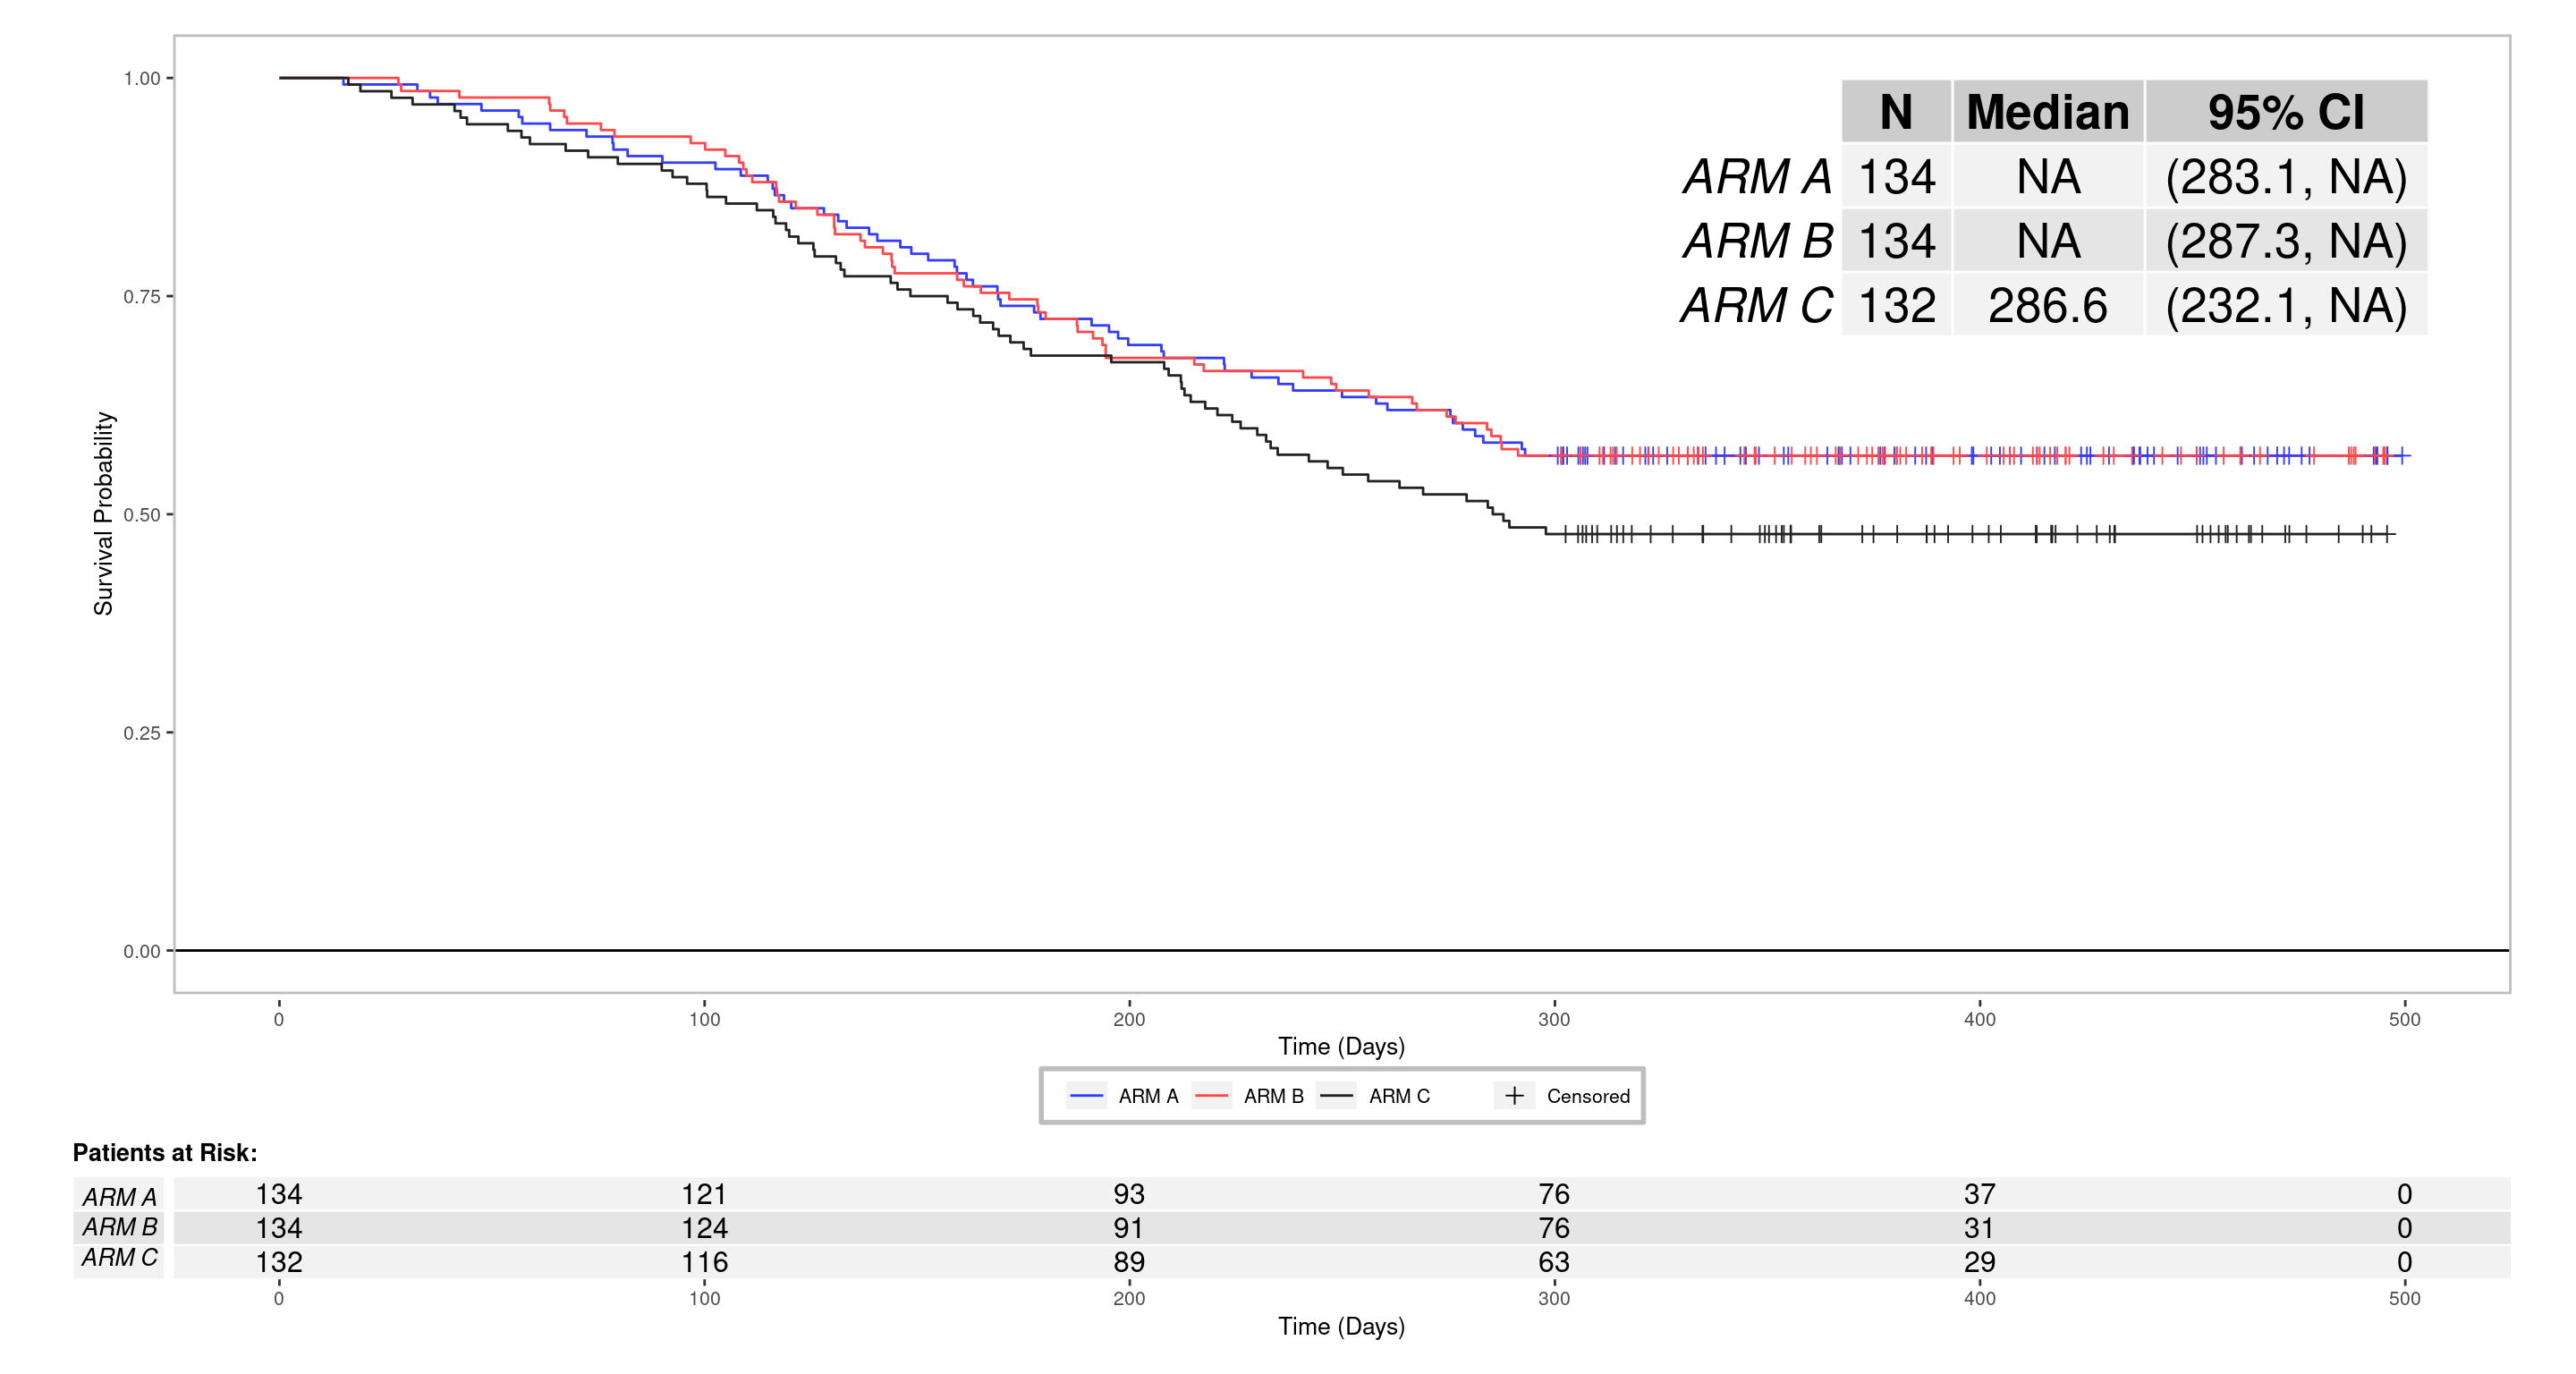 N Median 95% CI
ARM A 134 NA (283.1, NA)
ARM B 134 NA (287.3, NA)
ARM C 132 286.6 (232.1, NA)
Survival Probability
1.00
0.75
0.50
0.25
0.00
0 100 200 300 400 500
Time (Days)
ARM A ARM B ARM C Censored
Patients at Risk:
ARM A 134 121 93 76 37 0
ARM B 134 124 91 76 31 0
ARM C 132 116 89 63 29 0
0 100 200 300 400 500
Time (Days)